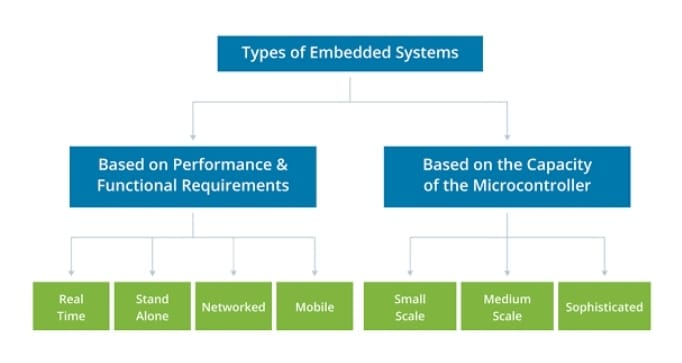 Types of Embedded Systems
Based on Performance &
Functional Requirements
Based on the Capacity
of the Microcontroller
Real
Time
Stand
Alone
Networked
Mobile
Small
Scale
Medium
Scale
Sophisticated